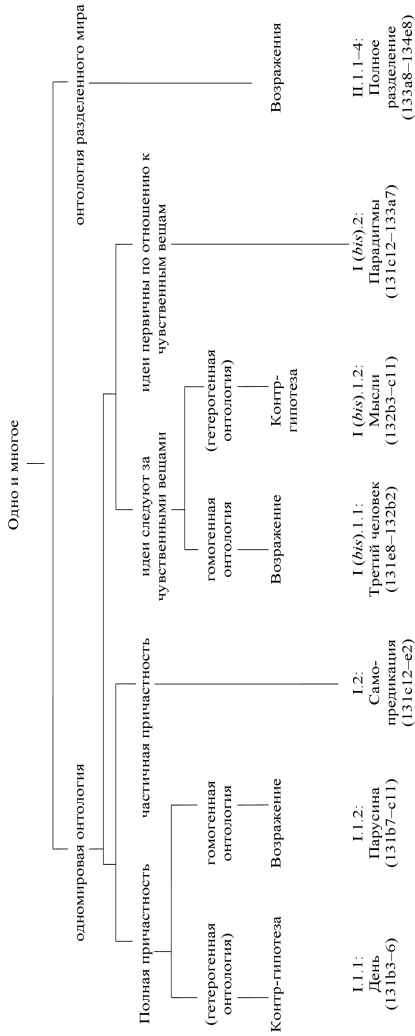 Одно и многое
одномировая онтология
онтология разделенного мира
Полная причастность
частичная причастность
идеи следуют за
чувственными вещами
идеи первичны по отношению к
чувственным вещам
(гетерогенная
онтология)
гомогенная
онтология
гомогенная
онтология
(гетерогенная
онтология)
Контр-гипотеза
Возражение
Возражение
Контр-
гипотеза
Возражения
I.1.1:
День
(131b3–6)
I.1.2:
Парусина
(131b7–c11)
I.2:
Само-
предикация
(131c12–e2)
I (bis).1.1:
Третий человек
(131e8–132b2)
I (bis).1.2:
Мысли
(132b3–c11)
I (bis).2:
Парадигмы
(131c12–133a7)
II.1.1–4:
Полное
разделение
(133a8–134e8)